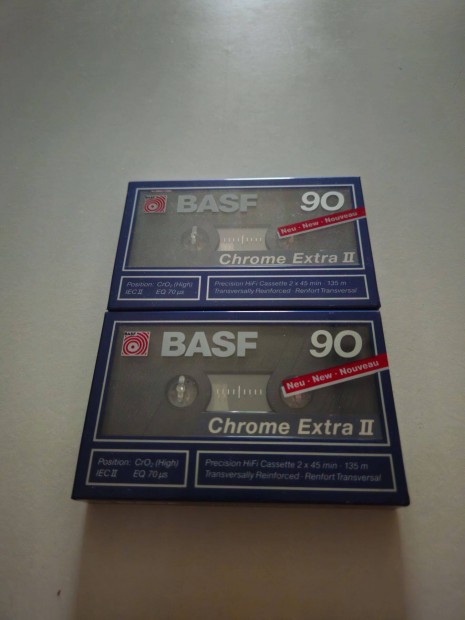 BASF 90
Neu · New · Nouveau
Chrome Extra II
Position: CrO₂ (High)
IEC II EQ 70 µs
Precision HiFi Cassette 2 x 45 min · 135 m
Transversally Reinforced · Renfort Transversal
BASF
BASF 90
Neu · New · Nouveau
Chrome Extra II
Position: CrO₂ (High)
IEC II EQ 70 µs
Precision HiFi Cassette 2 x 45 min · 135 m
Transversally Reinforced · Renfort Transversal